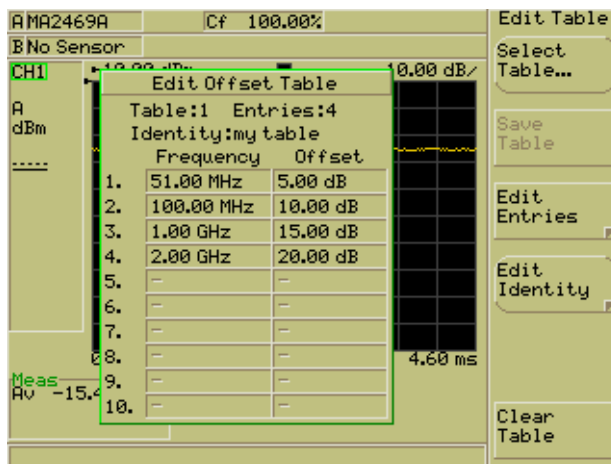 A MA2469A Cf 100.00%
B No Sensor
CH1 10.00 dB/
A
dBm
-----
Edit Offset Table
Table:1 Entries:4
Identity:my table
Frequency Offset
1. 51.00 MHz 5.00 dB
2. 100.00 MHz 10.00 dB
3. 1.00 GHz 15.00 dB
4. 2.00 GHz 20.00 dB
5. – –
6. – –
7. – –
8. – –
9. – –
10. – –
4.60 ms
Meas
Av -15.4
Edit Table
Select
Table...
Save
Table
Edit
Entries
Edit
Identity
Clear
Table